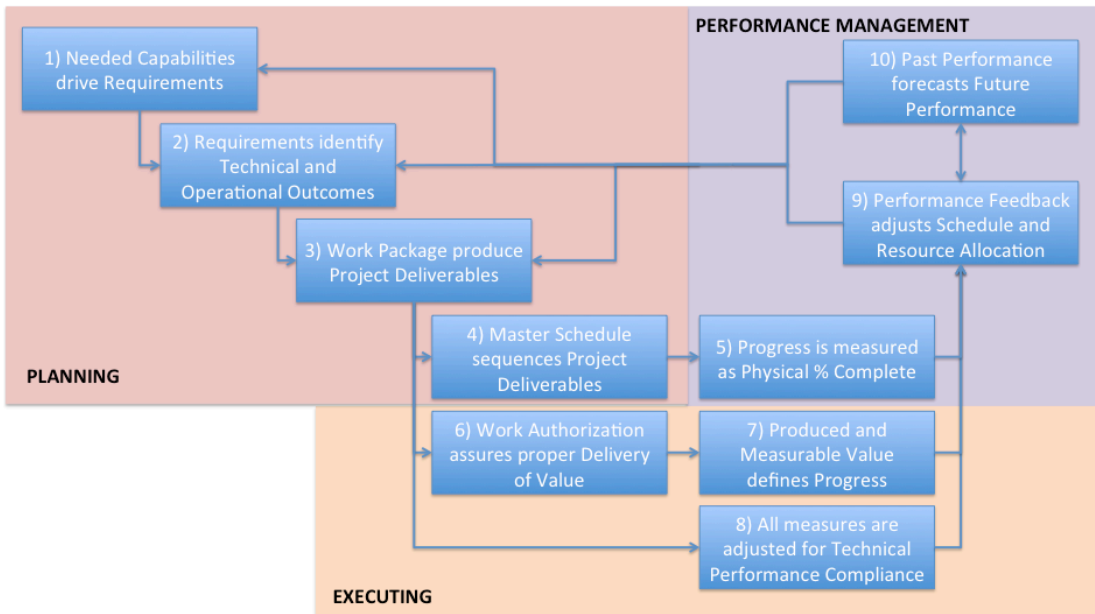 PERFORMANCE MANAGEMENT
1) Needed Capabilities
drive Requirements
10) Past Performance
forecasts Future
Performance
2) Requirements identify
Technical and
Operational Outcomes
9) Performance Feedback
adjusts Schedule and
Resource Allocation
3) Work Package produce
Project Deliverables
4) Master Schedule
sequences Project
Deliverables
5) Progress is measured
as Physical % Complete
PLANNING
6) Work Authorization
assures proper Delivery
of Value
7) Produced and
Measurable Value
defines Progress
8) All measures are
adjusted for Technical
Performance Compliance
EXECUTING